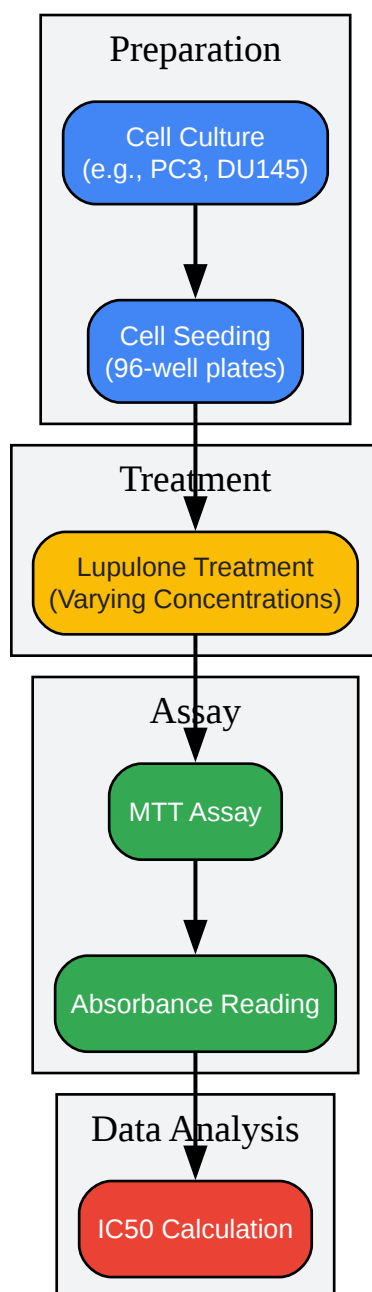 Preparation
Cell Culture
(e.g., PC3, DU145)
Cell Seeding
(96-well plates)
Treatment
Lupulone Treatment
(Varying Concentrations)
Assay
MTT Assay
Absorbance Reading
Data Analysis
IC50 Calculation